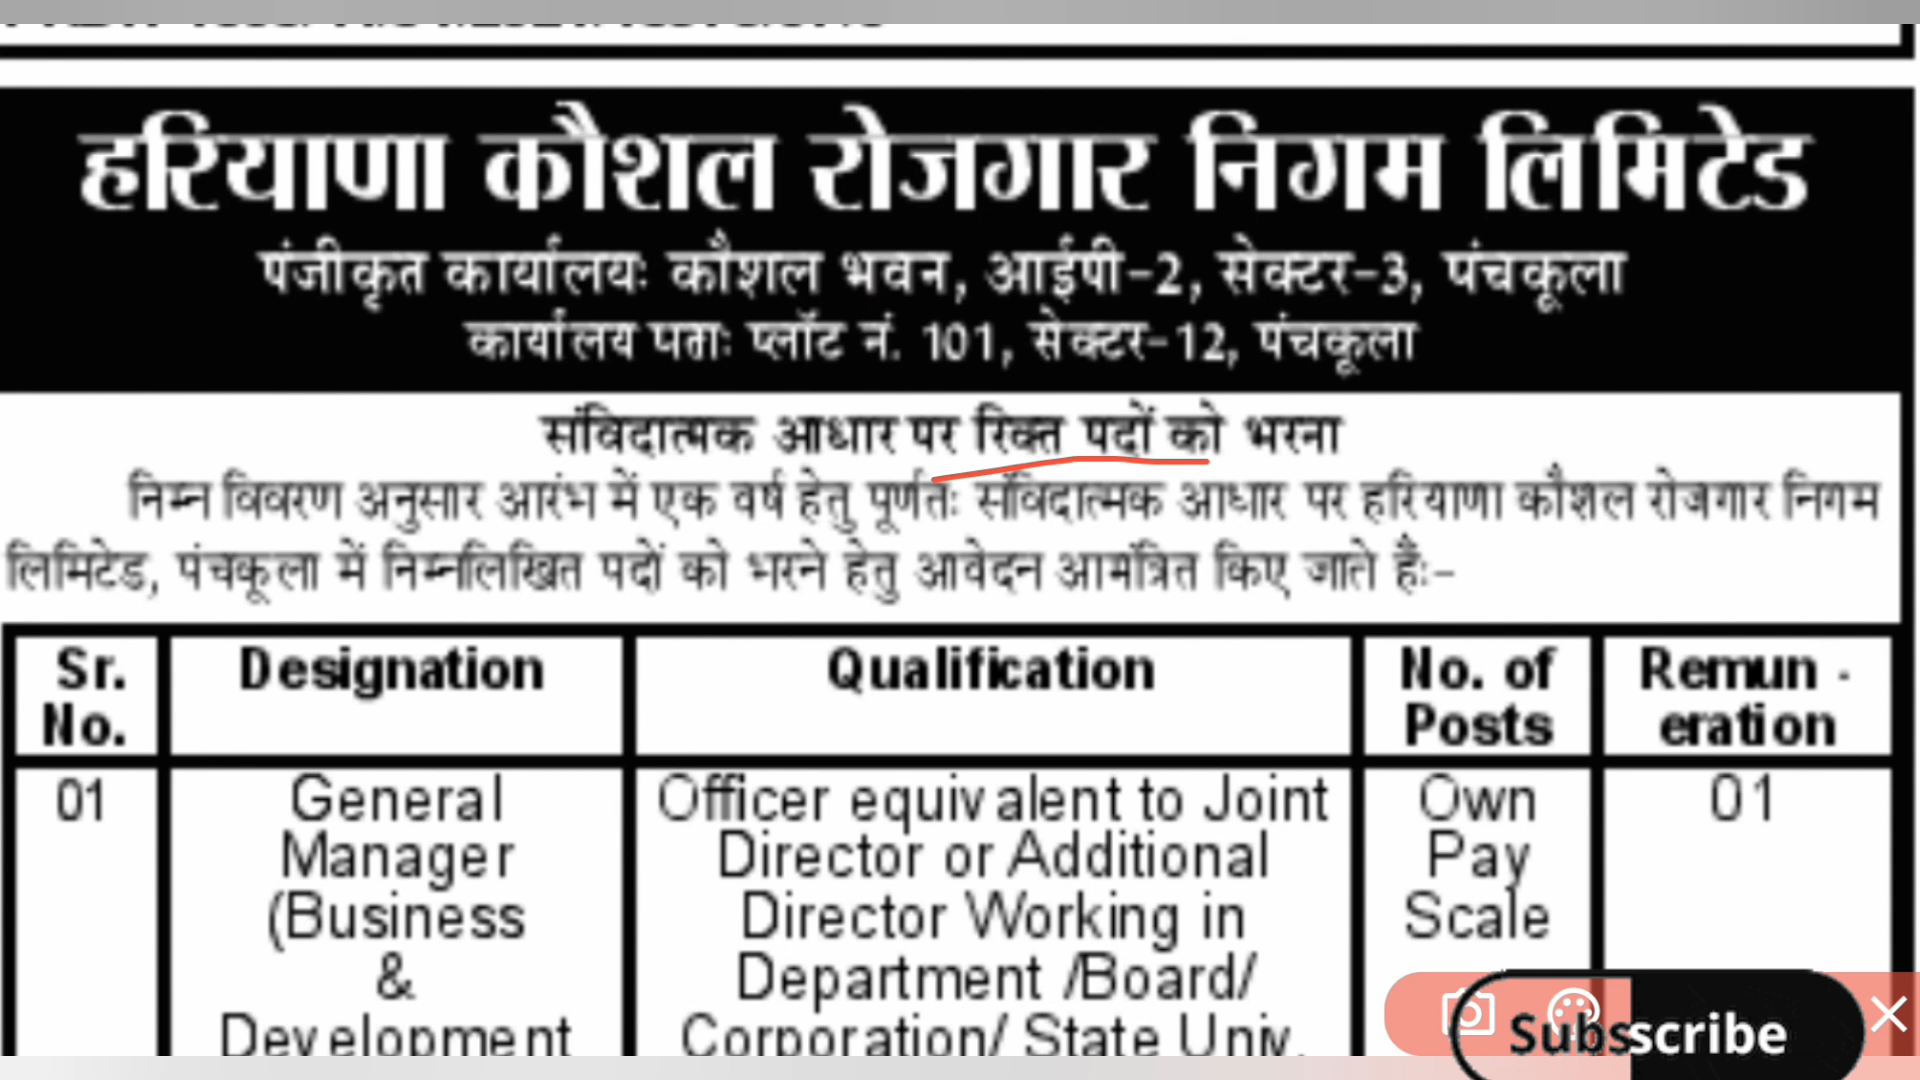 हरियाणा कौशल रोजगार निगम लिमिटेड
पंजीकृत कार्यालयः कौशल भवन, आईपी-2, सेक्टर-3, पंचकूला
कार्यालय पताः प्लॉट नं. 101, सेक्टर-12, पंचकूला
संविदात्मक आधार पर रिक्त पदों को भरना
निम्न विवरण अनुसार आरंभ में एक वर्ष हेतु पूर्णतः संविदात्मक आधार पर हरियाणा कौशल रोजगार निगम
लिमिटेड, पंचकूला में निम्नलिखित पदों को भरने हेतु आवेदन आमंत्रित किए जाते हैंः-
Sr. Designation Qualification No. of Remun -
No. Posts eration
01 General Officer equivalent to Joint Own 01
Manager Director or Additional Pay
(Business Director Working in Scale
& Department /Board/
Development Corporation/ State Univ.
Subscribe